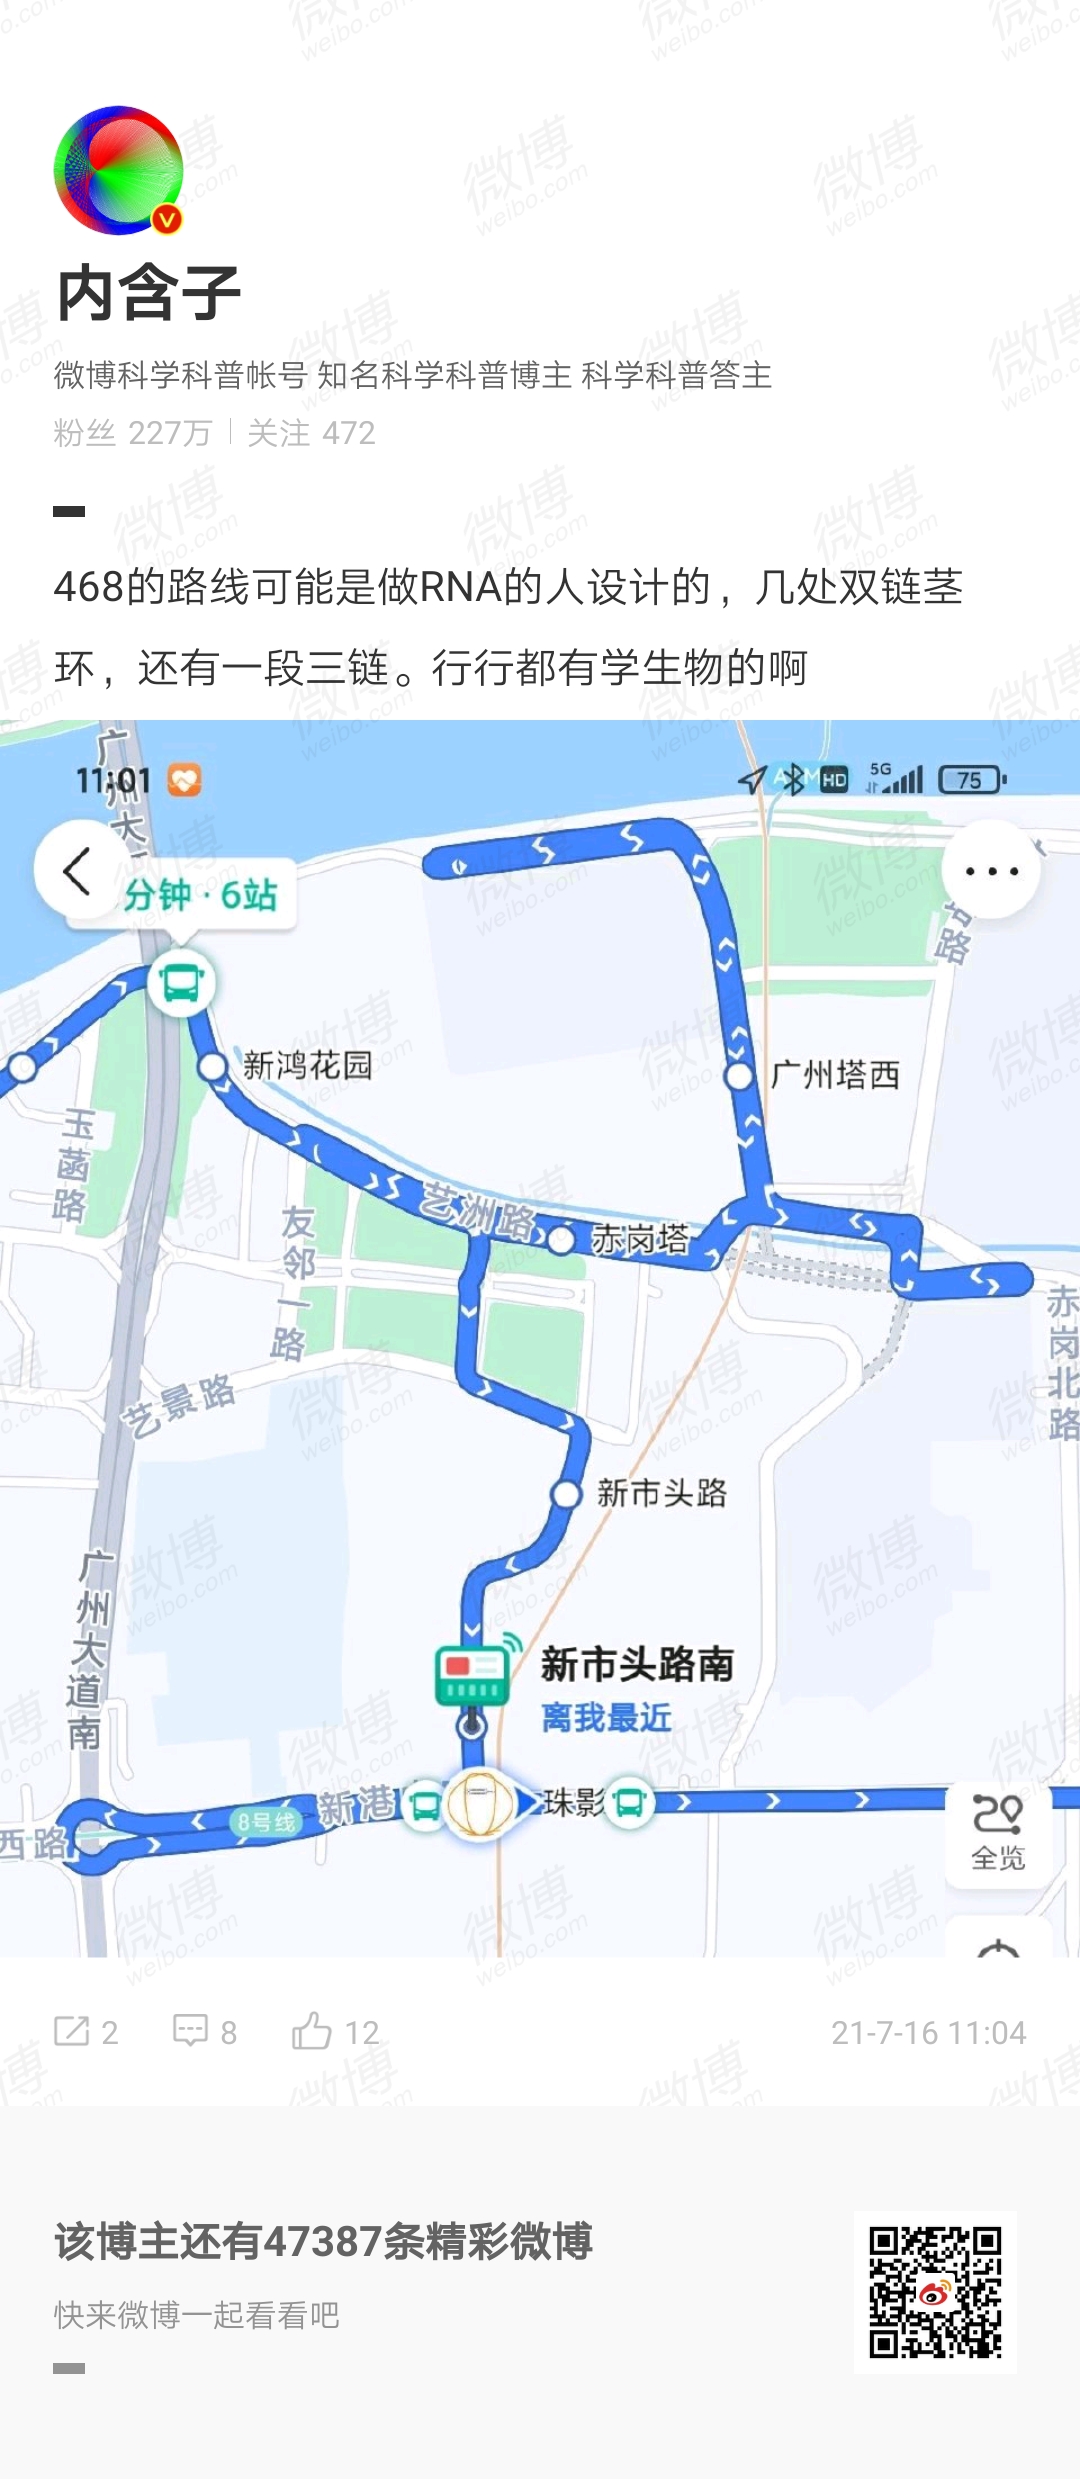 内含子
微博科学科普帐号 知名科学科普博主 科学科普答主
粉丝 227万 | 关注 472
468的路线可能是做RNA的人设计的，几处双链茎
环，还有一段三链。行行都有学生物的啊
11:01
HD 5G 75
分钟·6站
新鸿花园
广州塔西
玉菡路
艺洲路
赤岗塔
友邻一路
赤岗北路
艺景路
新市头路
广州大道南
新市头路南
离我最近
8号线
新港
珠影
西路
全览
2
8
12
21-7-16 11:04
该博主还有47387条精彩微博
快来微博一起看看吧
微博
weibo.com